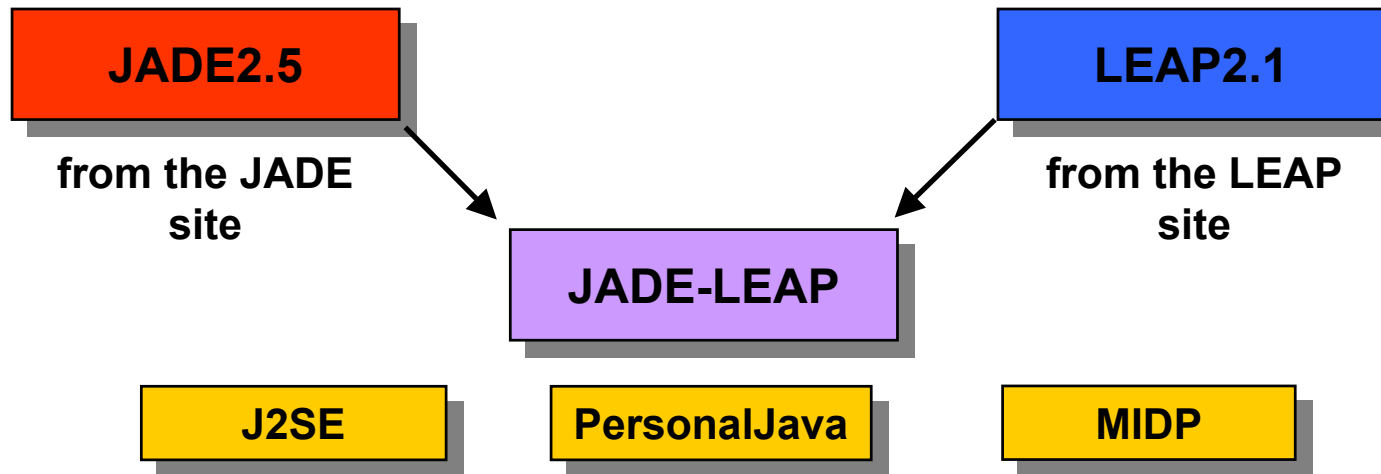 JADE2.5
LEAP2.1
from the JADE
site
from the LEAP
site
JADE-LEAP
J2SE
PersonalJava
MIDP